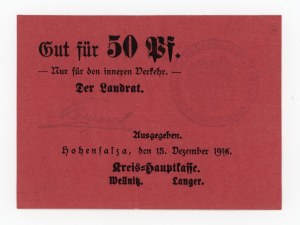 Gut für 50 Pf.
— Nur für den inneren Verkehr. —
Der Landrat.
Ausgegeben.
Hohensalza, den 15. Dezember 1916.
Kreis-Hauptkasse.
Wellnitz. Langer.